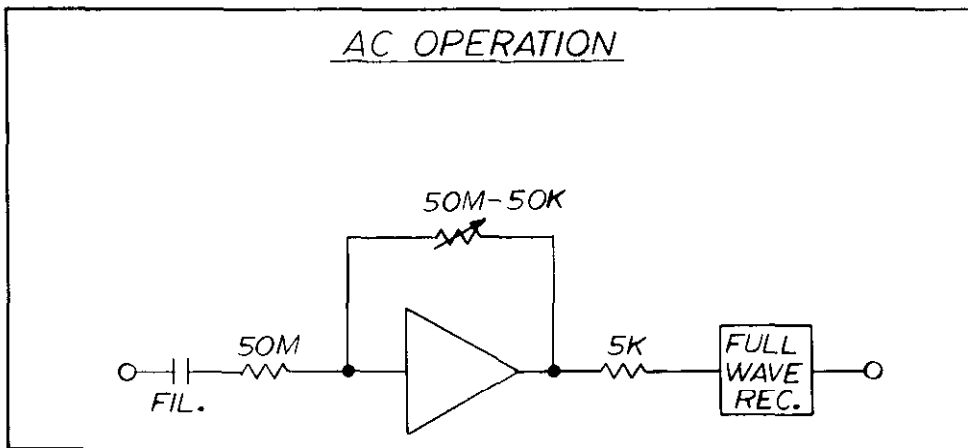 AC OPERATION
50M-50K
50M
FIL.
5K
FULL
WAVE
REC.